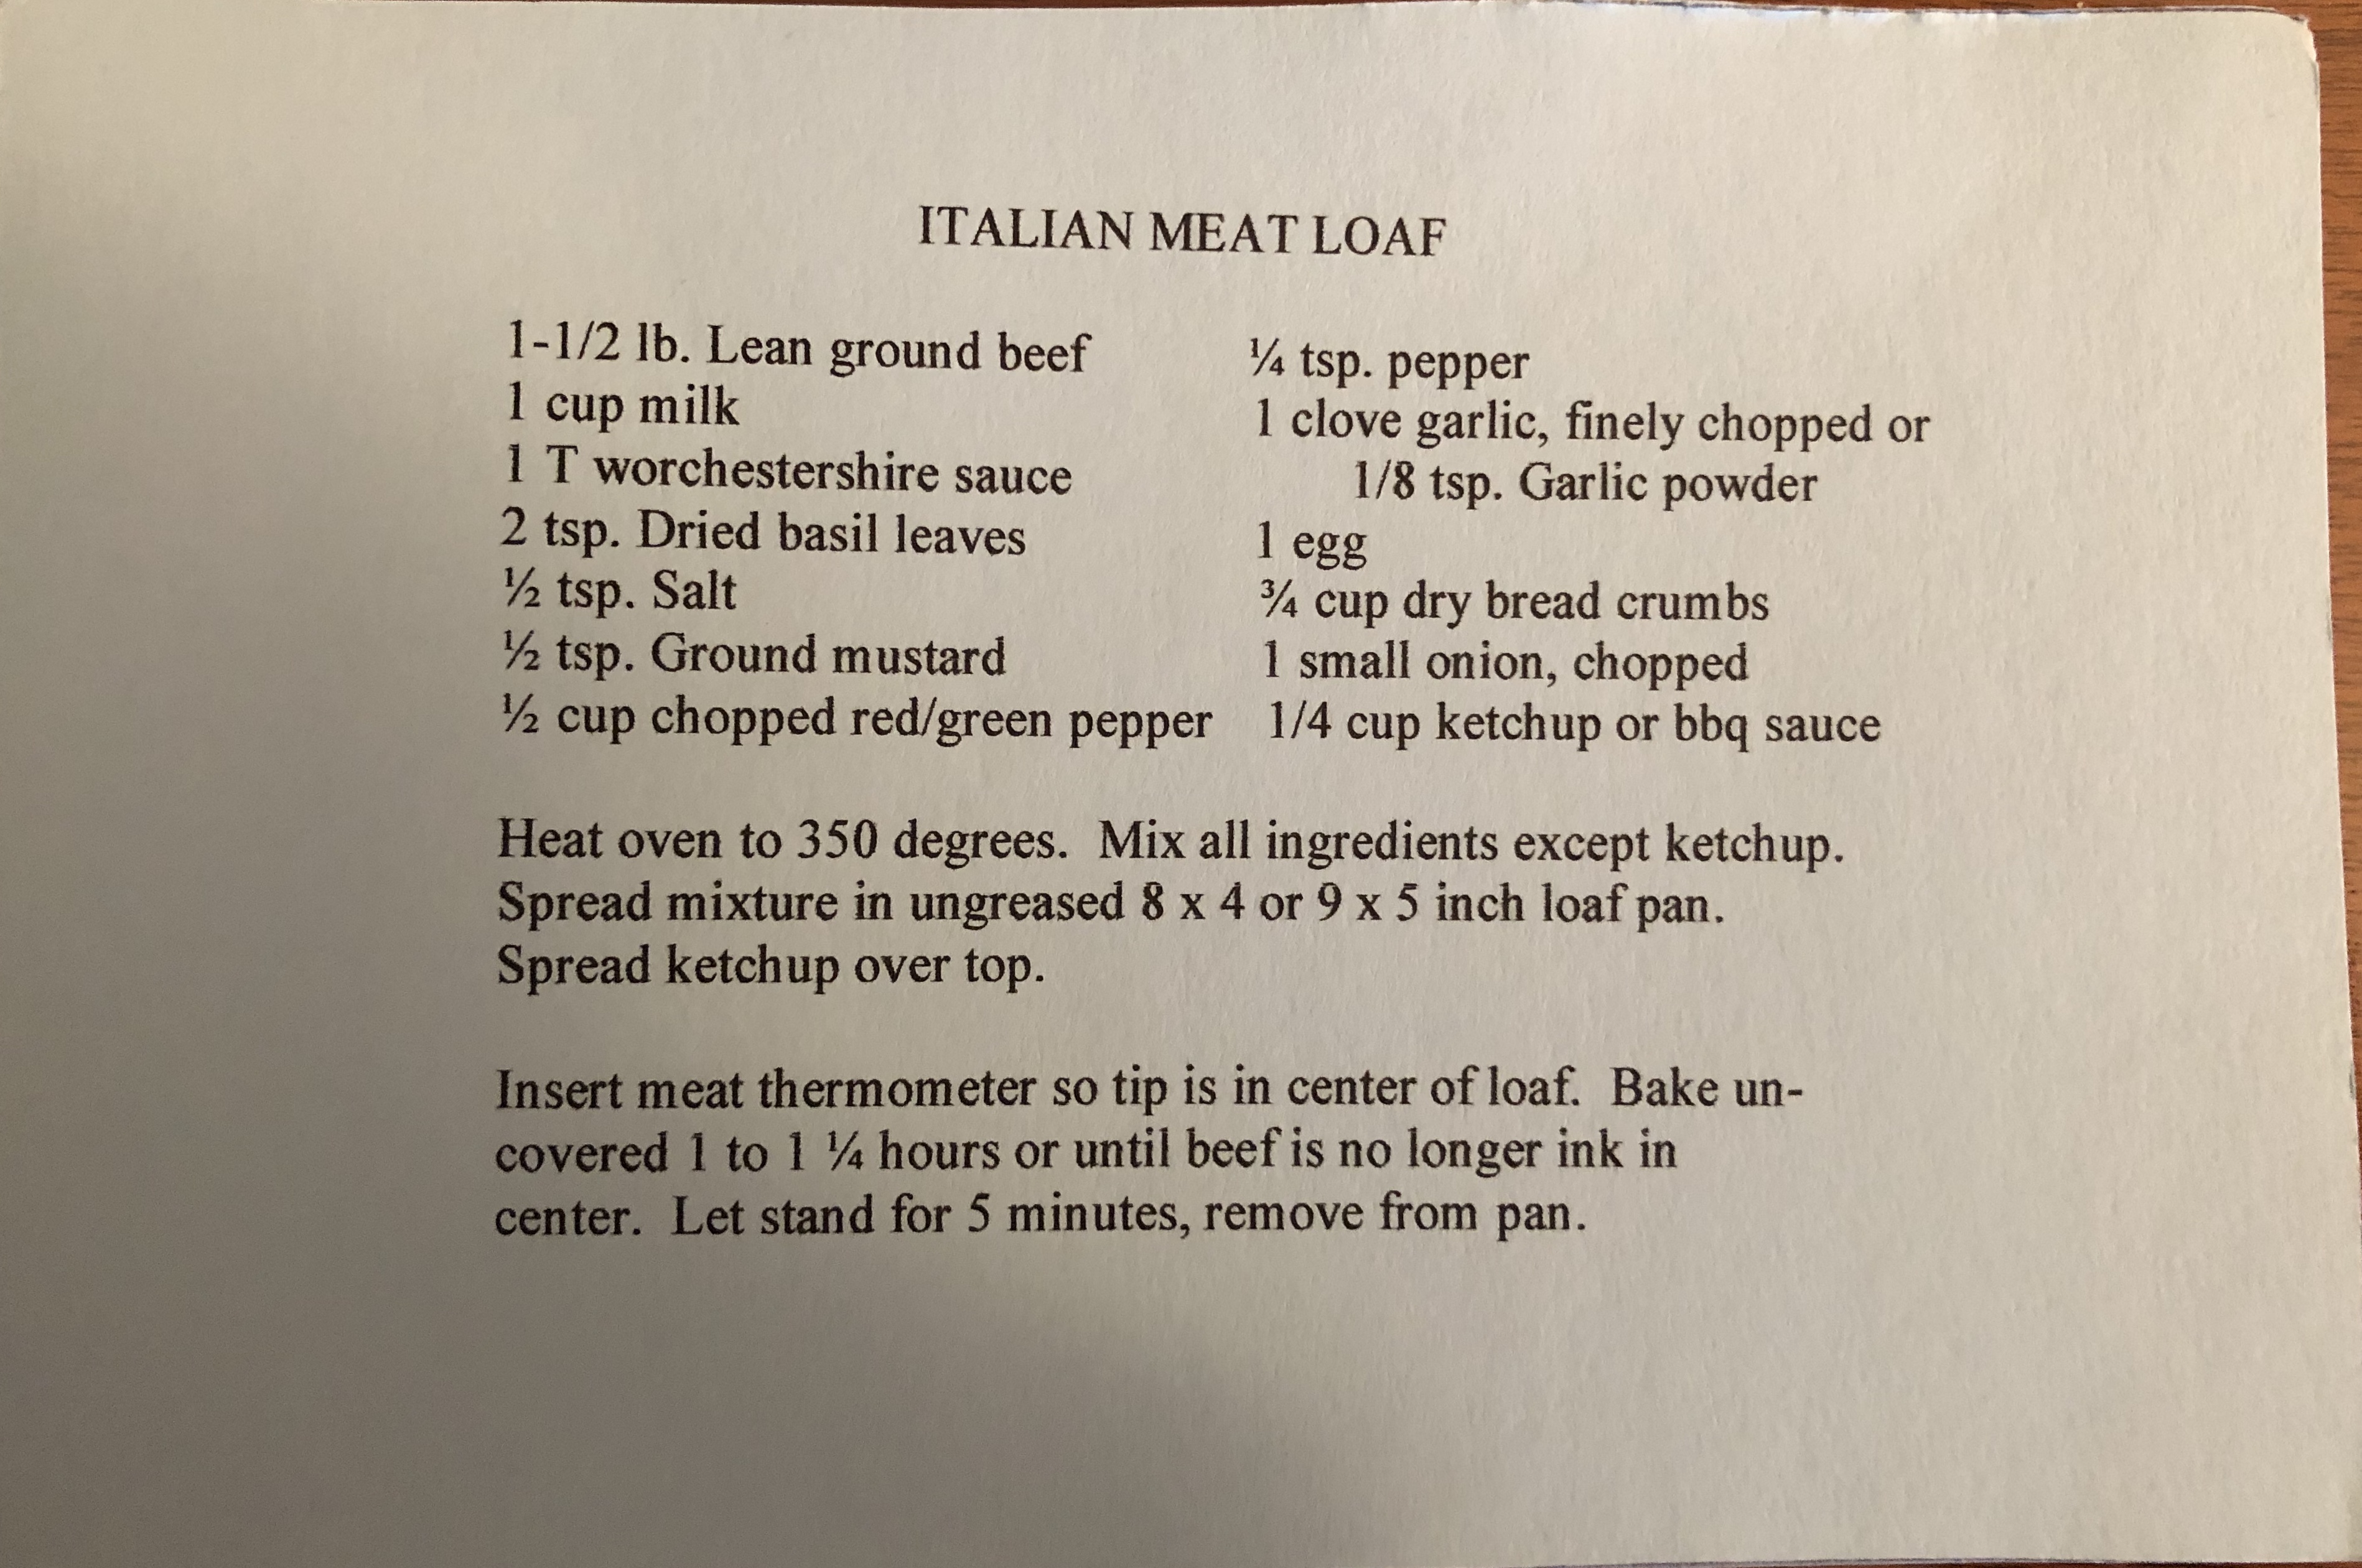 ITALIAN MEAT LOAF
1-1/2 lb. Lean ground beef
1 cup milk
1 T worchestershire sauce
2 tsp. Dried basil leaves
½ tsp. Salt
½ tsp. Ground mustard
½ cup chopped red/green pepper
¼ tsp. pepper
1 clove garlic, finely chopped or
1/8 tsp. Garlic powder
1 egg
¾ cup dry bread crumbs
1 small onion, chopped
1/4 cup ketchup or bbq sauce
Heat oven to 350 degrees. Mix all ingredients except ketchup.
Spread mixture in ungreased 8 x 4 or 9 x 5 inch loaf pan.
Spread ketchup over top.
Insert meat thermometer so tip is in center of loaf. Bake un-
covered 1 to 1 ¼ hours or until beef is no longer ink in
center. Let stand for 5 minutes, remove from pan.